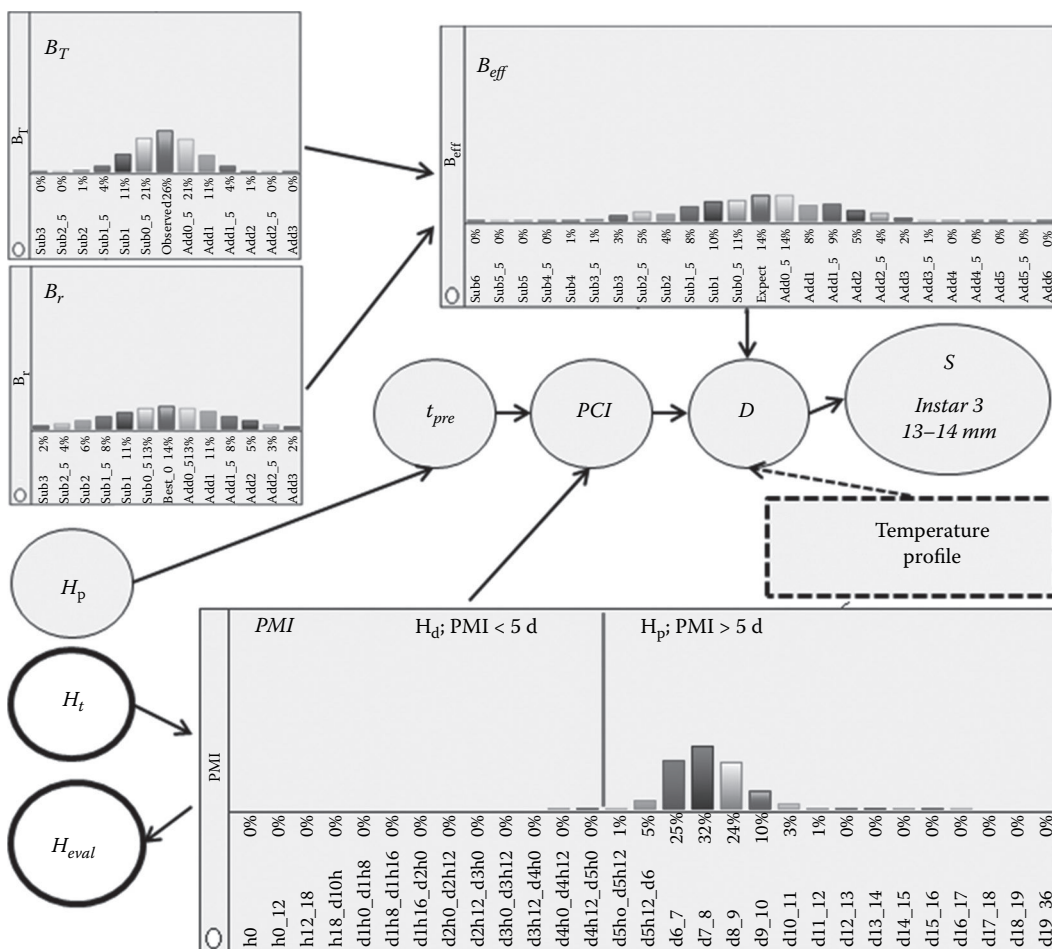 B_T
B_T
0% 0% 1% 4% 11% 21% 26% 21% 11% 4% 1% 0% 0%
Sub3 Sub2_5 Sub2 Sub1_5 Sub1 Sub0_5 Observed Add0_5 Add1 Add1_5 Add2 Add2_5 Add3
B_eff
B_eff
0% 0% 0% 0% 1% 1% 3% 5% 4% 8% 10% 11% 14% 14% 8% 9% 5% 4% 2% 1% 0% 0% 0% 0% 0%
Sub6 Sub5_5 Sub5 Sub4_5 Sub4 Sub3_5 Sub3 Sub2_5 Sub2 Sub1_5 Sub1 Sub0_5 Expect Add0_5 Add1 Add1_5 Add2 Add2_5 Add3 Add3_5 Add4 Add4_5 Add5 Add5_5 Add6
B_r
B_r
2% 4% 6% 8% 11% 13% 14% 13% 11% 8% 5% 3% 2%
Sub3 Sub2_5 Sub2 Sub1_5 Sub1 Sub0_5 Best_0 Add0_5 Add1 Add1_5 Add2 Add2_5 Add3
t_pre
PCI
D
S
Instar 3
13–14 mm
Temperature
profile
H_p
H_t
H_eval
PMI
H_d; PMI < 5 d
H_p; PMI > 5 d
PMI
0% 0% 0% 0% 0% 0% 0% 0% 0% 0% 0% 0% 0% 1% 5% 25% 32% 24% 10% 3% 1% 0% 0% 0% 0% 0% 0% 0% 0%
h0 h0_12 h12_18 h18_d10h d1h0_d1h8 d1h8_d1h16 d1h16_d2h0 d2h0_d2h12 d2h12_d3h0 d3h0_d3h12 d3h12_d4h0 d4h0_d4h12 d4h12_d5h0 d5ho_d5h12 d5h12_d6 d6_7 d7_8 d8_9 d9_10 d10_11 d11_12 d12_13 d13_14 d14_15 d15_16 d16_17 d17_18 d18_19 d19_36